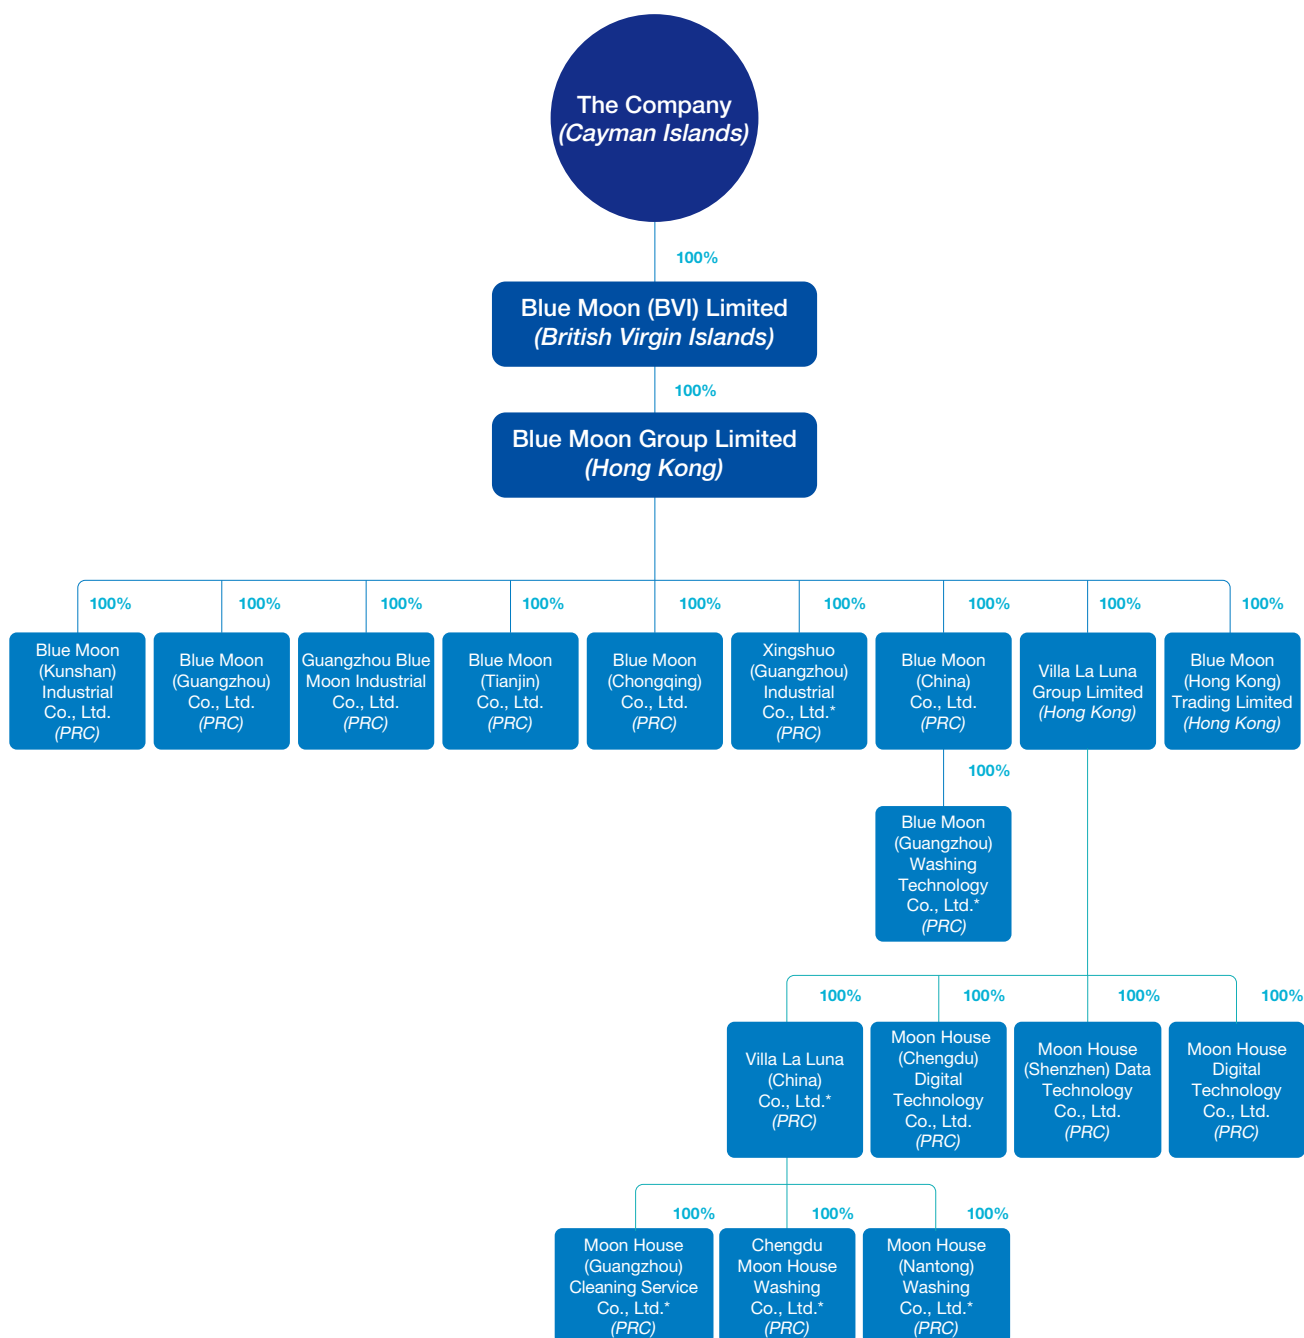 The Company
(Cayman Islands)
100%
Blue Moon (BVI) Limited
(British Virgin Islands)
100%
Blue Moon Group Limited
(Hong Kong)
100%
100%
100%
100%
100%
100%
100%
100%
100%
Blue Moon
(Kunshan)
Industrial
Co., Ltd.
(PRC)
Blue Moon
(Guangzhou)
Co., Ltd.
(PRC)
Guangzhou Blue
Moon Industrial
Co., Ltd.
(PRC)
Blue Moon
(Tianjin)
Co., Ltd.
(PRC)
Blue Moon
(Chongqing)
Co., Ltd.
(PRC)
Xingshuo
(Guangzhou)
Industrial
Co., Ltd.*
(PRC)
Blue Moon
(China)
Co., Ltd.
(PRC)
Villa La Luna
Group Limited
(Hong Kong)
Blue Moon
(Hong Kong)
Trading Limited
(Hong Kong)
100%
Blue Moon
(Guangzhou)
Washing
Technology
Co., Ltd.*
(PRC)
100%
100%
100%
100%
Villa La Luna
(China)
Co., Ltd.*
(PRC)
Moon House
(Chengdu)
Digital
Technology
Co., Ltd.
(PRC)
Moon House
(Shenzhen) Data
Technology
Co., Ltd.
(PRC)
Moon House
Digital
Technology
Co., Ltd.
(PRC)
100%
100%
100%
Moon House
(Guangzhou)
Cleaning Service
Co., Ltd.*
(PRC)
Chengdu
Moon House
Washing
Co., Ltd.*
(PRC)
Moon House
(Nantong)
Washing
Co., Ltd.*
(PRC)